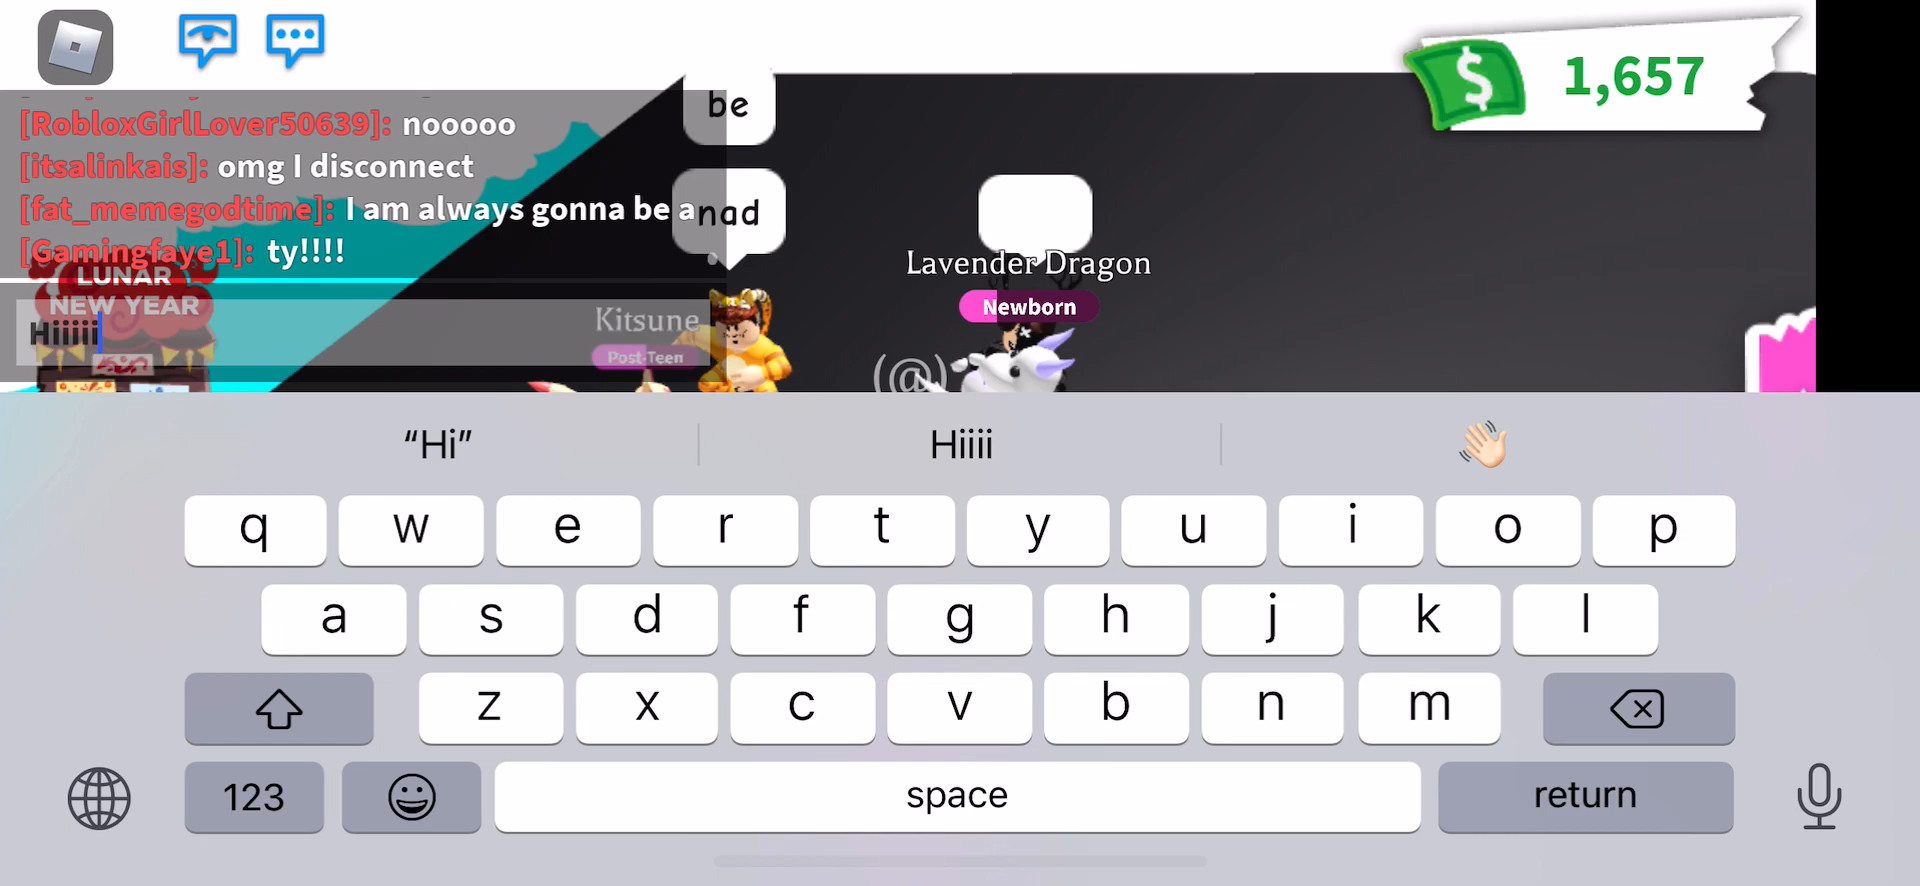 1,657
be
[RobloxGirlLover50639]: nooooo
[itsalinkais]: omg I disconnect
[fat_memegodtime]: I am always gonna be a
nad
[Gamingfaye1]: ty!!!!
Lavender Dragon
Newborn
LUNAR
NEW YEAR
Hiiiii
Kitsune
Post-Teen
(@)
“Hi”
Hiiii
q w e r t y u i o p
a s d f g h j k l
z x c v b n m
123
space
return